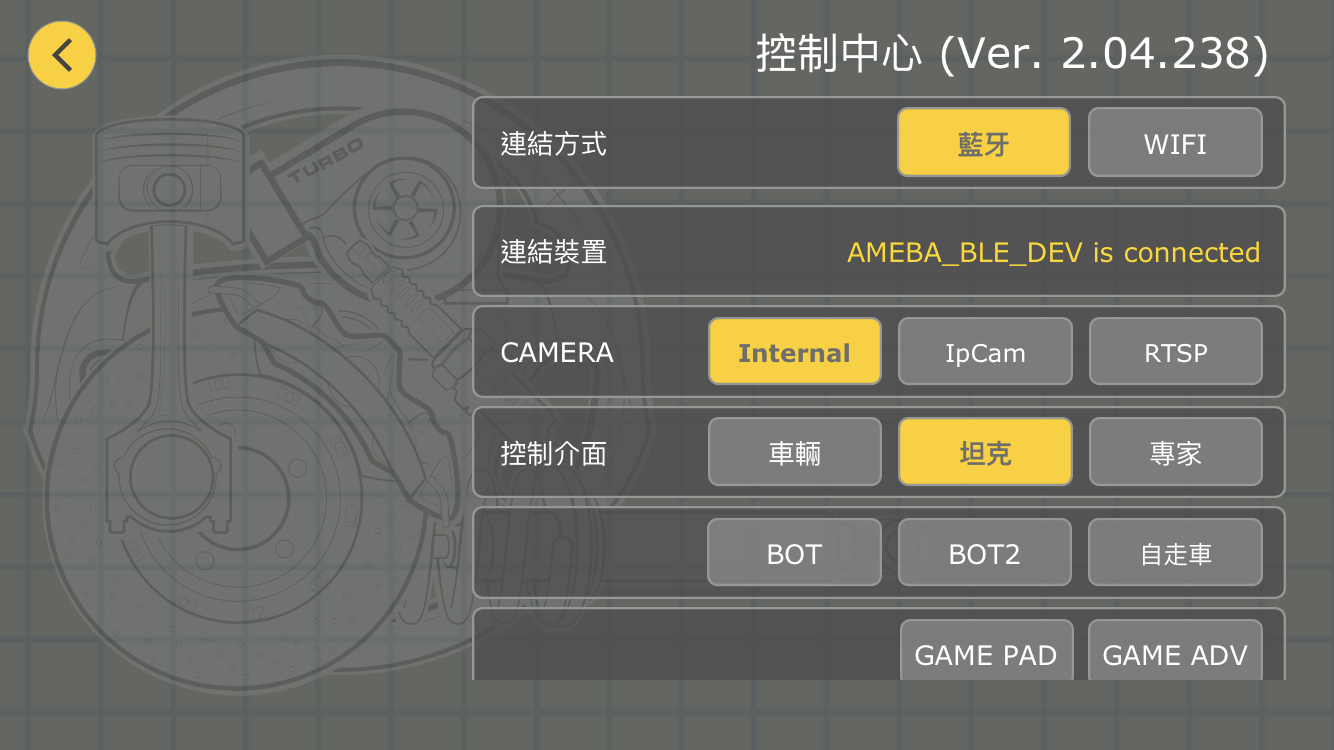 控制中心 (Ver. 2.04.238)
TURBO
連結方式 藍牙 WIFI
連結裝置 AMEBA_BLE_DEV is connected
CAMERA Internal IpCam RTSP
控制介面 車輛 坦克 專家
BOT BOT2 自走車
GAME PAD GAME ADV